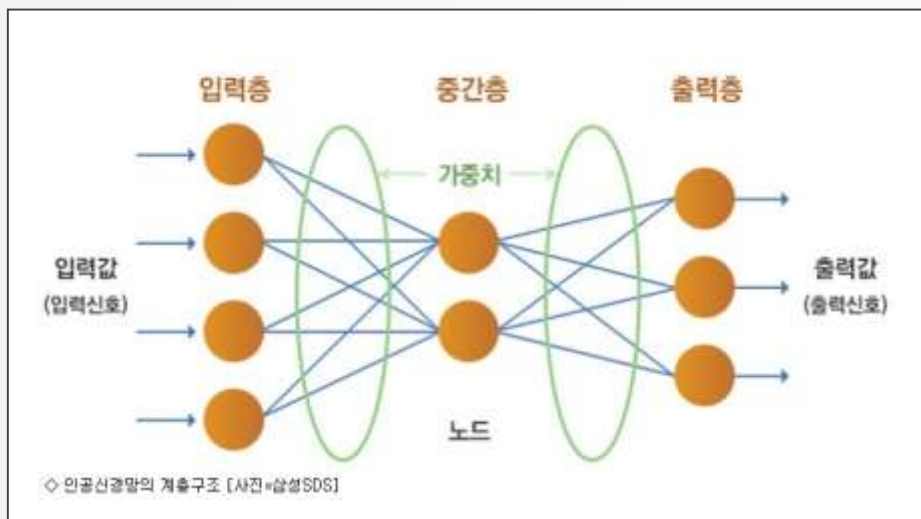 입력층
중간층
출력층
가중치
입력값
(입력신호)
출력값
(출력신호)
노드
◇ 인공신경망의 계층구조 [사진=삼성SDS]